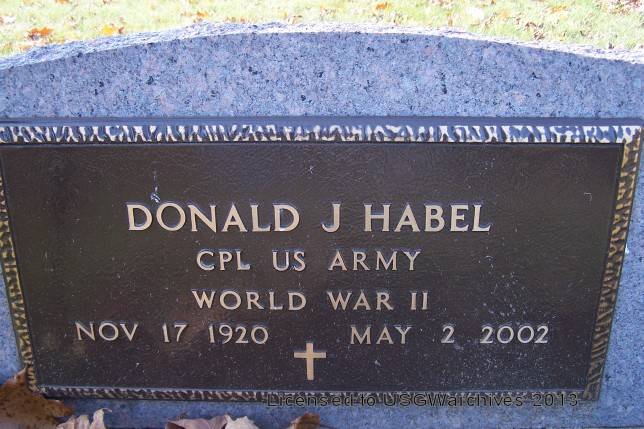 DONALD J HABEL
CPL US ARMY
WORLD WAR II
NOV 17 1920 MAY 2 2002
Licensed to USGWarchives 2013